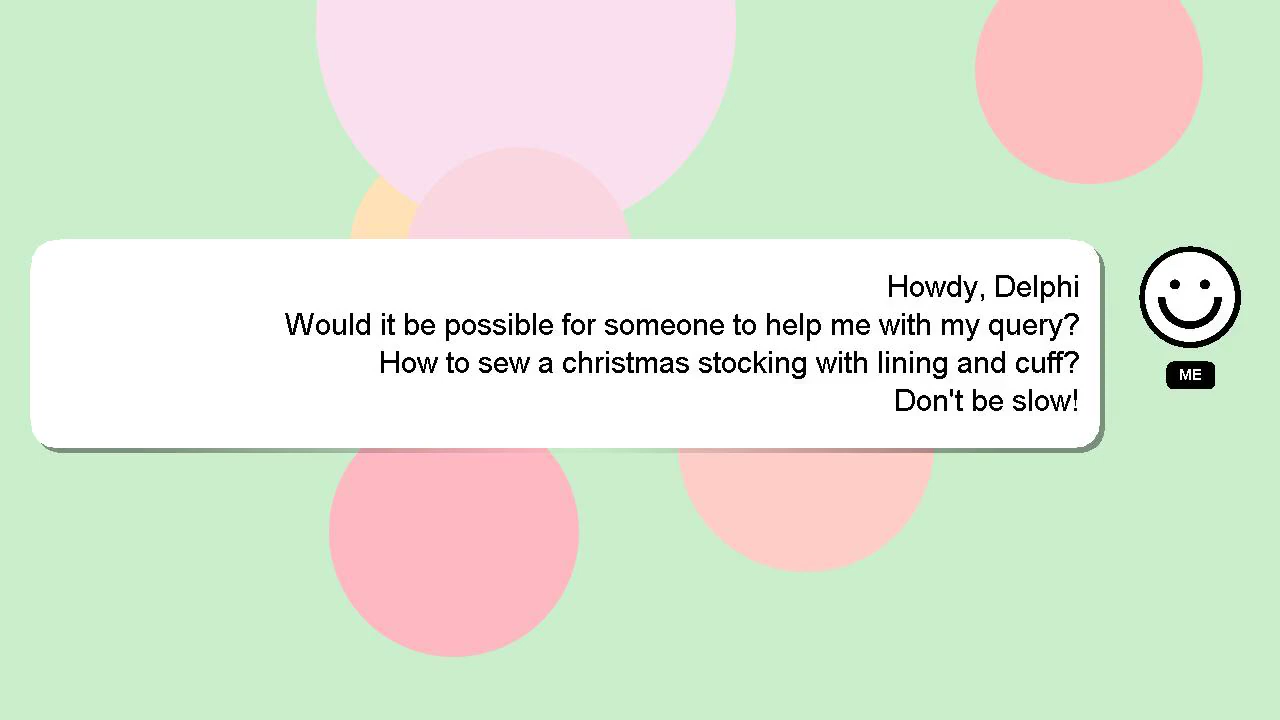 Howdy, Delphi
Would it be possible for someone to help me with my query?
How to sew a christmas stocking with lining and cuff?
Don't be slow!
ME